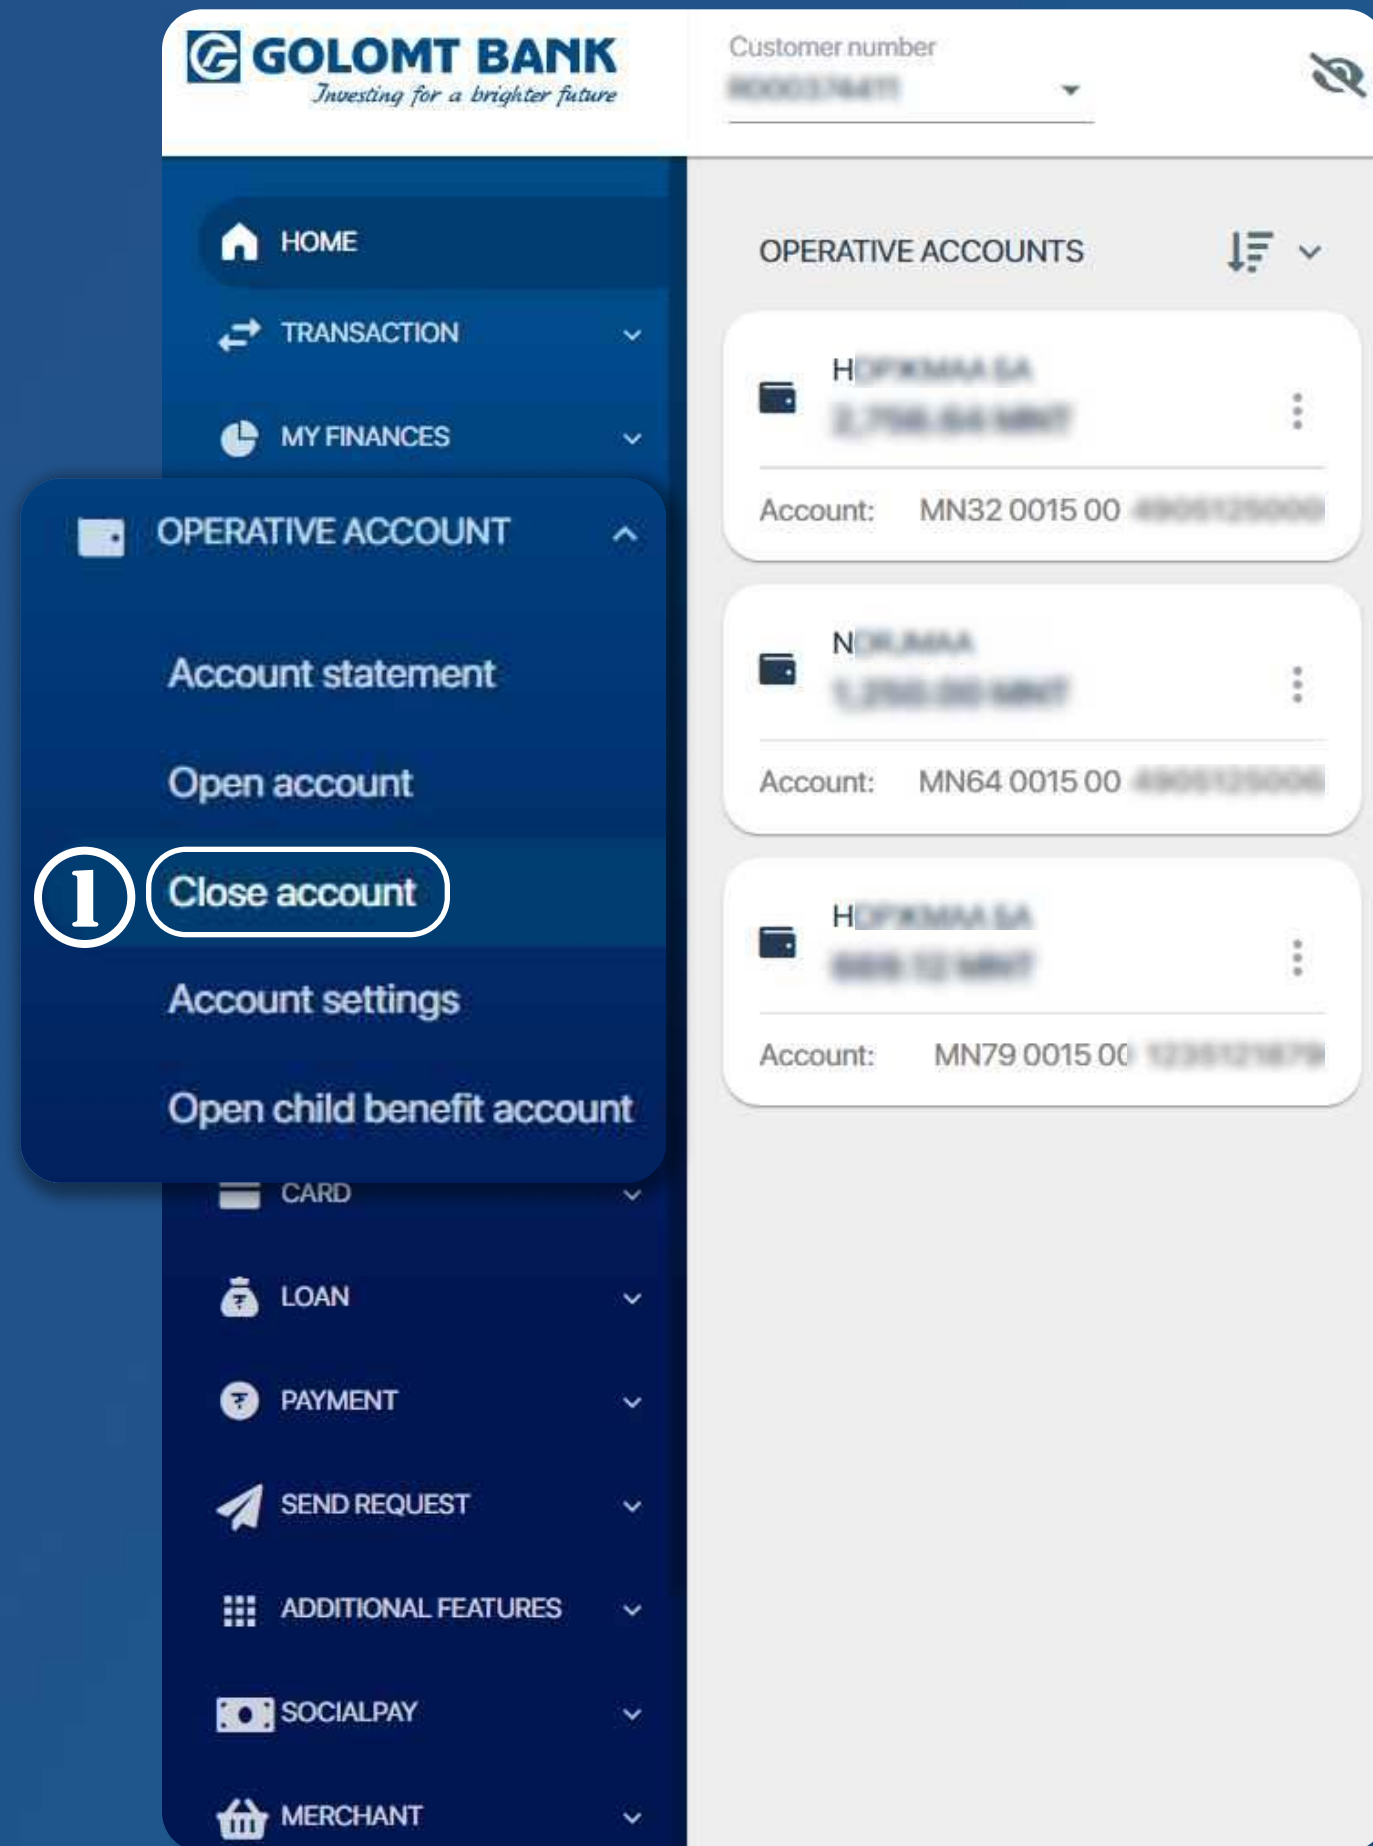 GOLOMT BANK
Investing for a brighter future
Customer number
HOME
TRANSACTION
MY FINANCES
OPERATIVE ACCOUNT
Account statement
Open account
1
Close account
Account settings
Open child benefit account
CARD
LOAN
PAYMENT
SEND REQUEST
ADDITIONAL FEATURES
SOCIALPAY
MERCHANT
OPERATIVE ACCOUNTS
H
Account: MN32 0015 00
N
Account: MN64 0015 00
H
Account: MN79 0015 00